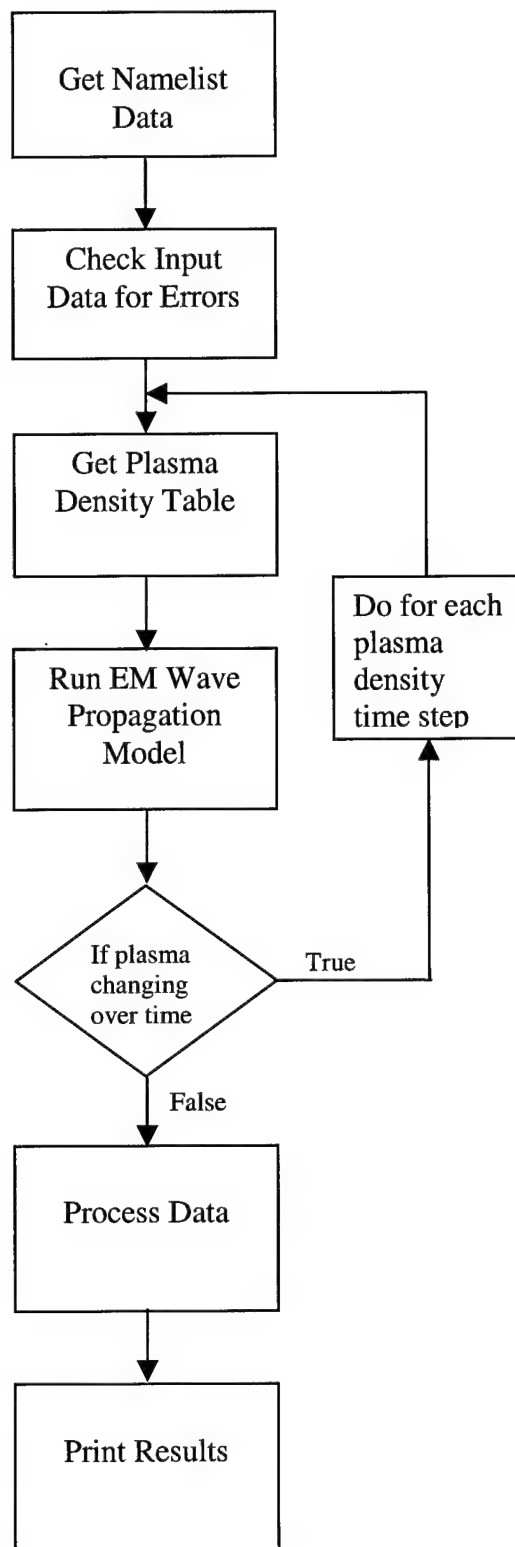 Get Namelist
Data
Check Input
Data for Errors
Get Plasma
Density Table
Do for each
plasma
density
time step
Run EM Wave
Propagation
Model
If plasma
changing
over time
True
False
Process Data
Print Results